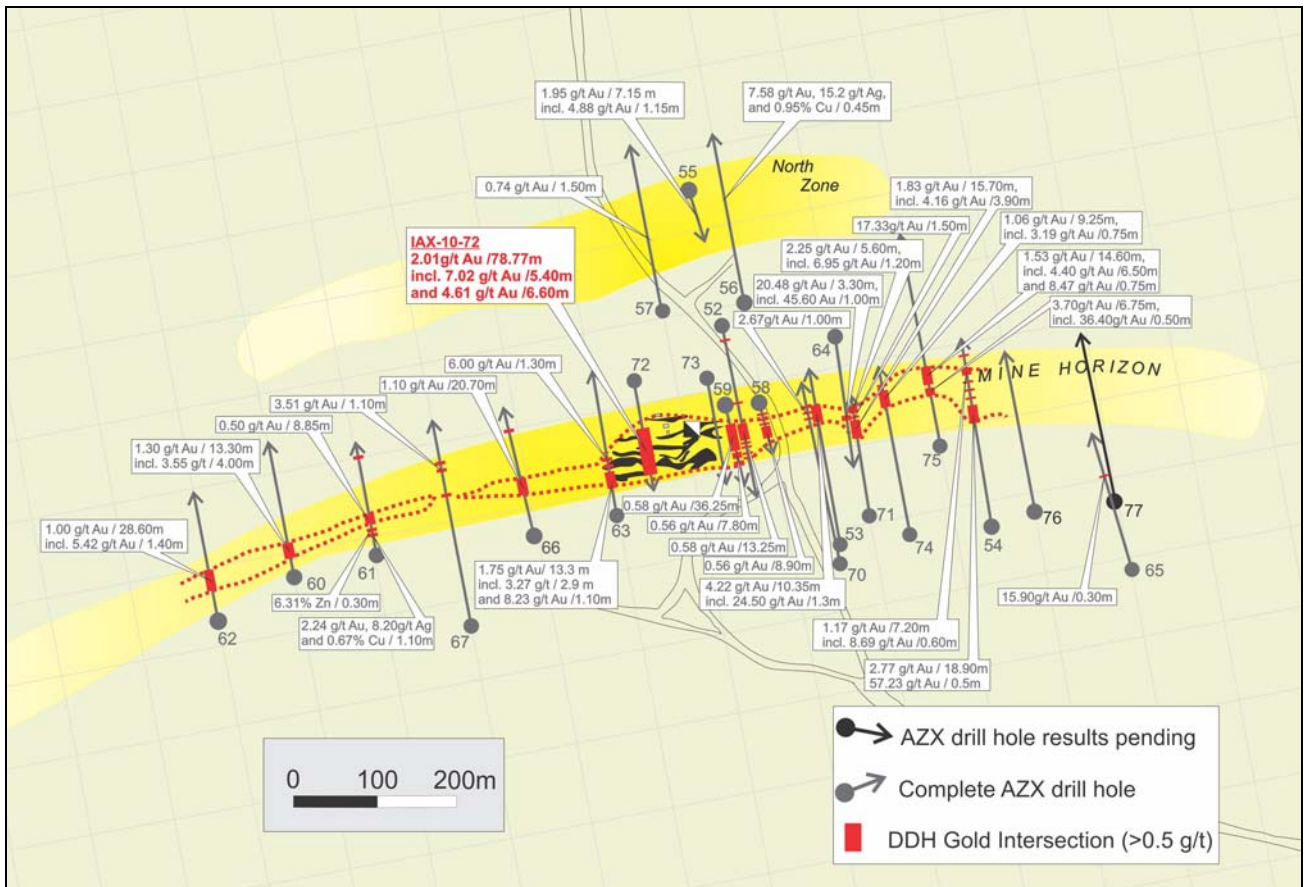 1.95 g/t Au / 7.15 m
incl. 4.88 g/t Au / 1.15m
7.58 g/t Au, 15.2 g/t Ag,
and 0.95% Cu / 0.45m
55
North
Zone
0.74 g/t Au / 1.50m
1.83 g/t Au / 15.70m,
incl. 4.16 g/t Au /3.90m
17.33g/t Au /1.50m
1.06 g/t Au / 9.25m,
incl. 3.19 g/t Au /0.75m
IAX-10-72
2.01g/t Au /78.77m
incl. 7.02 g/t Au /5.40m
and 4.61 g/t Au /6.60m
2.25 g/t Au / 5.60m,
incl. 6.95 g/t Au /1.20m
1.53 g/t Au / 14.60m,
incl. 4.40 g/t Au /6.50m
and 8.47 g/t Au /0.75m
20.48 g/t Au / 3.30m,
incl. 45.60 g/t Au /1.00m
3.70g/t Au /6.75m,
incl. 36.40g/t Au /0.50m
2.67g/t Au /1.00m
57
56
52
64
6.00 g/t Au /1.30m
72
73
59
58
MINE HORIZON
1.10 g/t Au /20.70m
3.51 g/t Au / 1.10m
0.50 g/t Au / 8.85m
1.30 g/t Au / 13.30m
incl. 3.55 g/t / 4.00m
75
1.00 g/t Au / 28.60m
incl. 5.42 g/t Au / 1.40m
0.58 g/t Au /36.25m
0.56 g/t Au /7.80m
0.58 g/t Au /13.25m
0.56 g/t Au /8.90m
4.22 g/t Au /10.35m
incl. 24.50 g/t Au /1.3m
63
66
53
71
70
74
54
76
77
65
60
61
62
67
6.31% Zn / 0.30m
2.24 g/t Au, 8.20g/t Ag
and 0.67% Cu / 1.10m
1.75 g/t Au/ 13.3 m
incl. 3.27 g/t / 2.9 m
and 8.23 g/t Au /1.10m
15.90g/t Au /0.30m
1.17 g/t Au /7.20m
incl. 8.69 g/t Au /0.60m
2.77 g/t Au / 18.90m
57.23 g/t Au / 0.5m
0 100 200m
AZX drill hole results pending
Complete AZX drill hole
DDH Gold Intersection (>0.5 g/t)